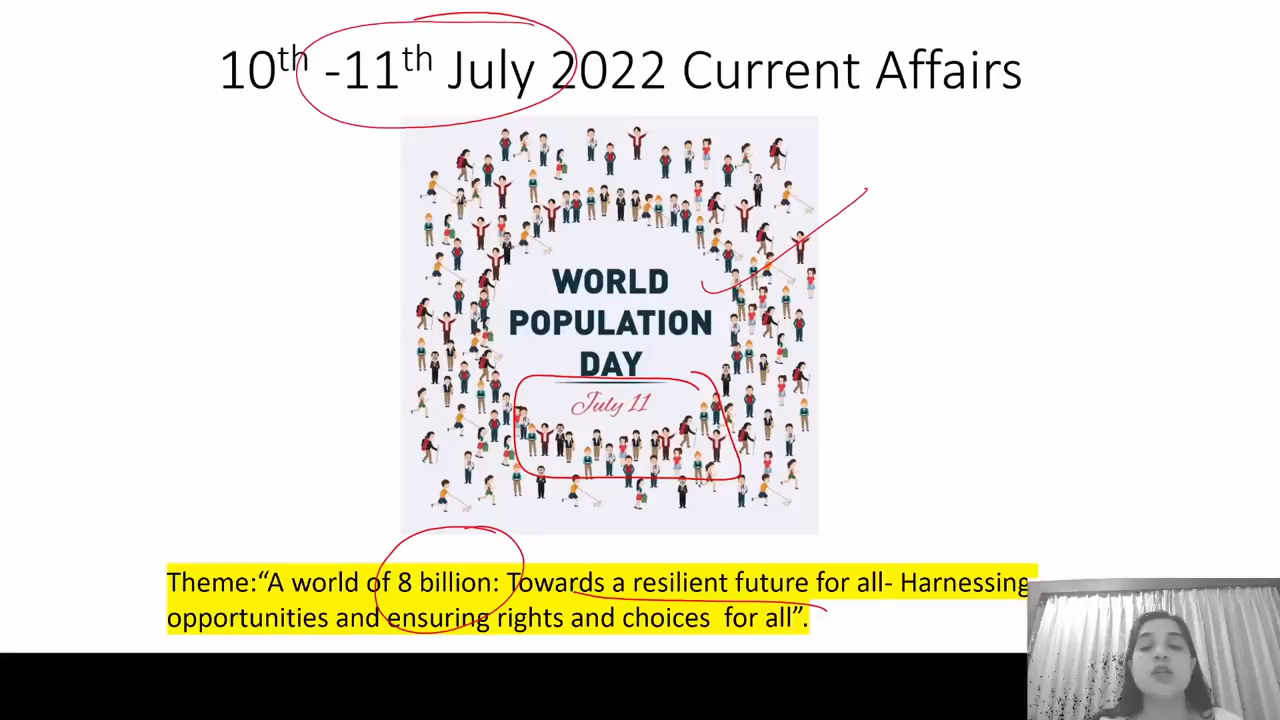 10th -11th July 2022 Current Affairs
WORLD
POPULATION
DAY
July 11
Theme:“A world of 8 billion: Towards a resilient future for all- Harnessing
opportunities and ensuring rights and choices for all”.